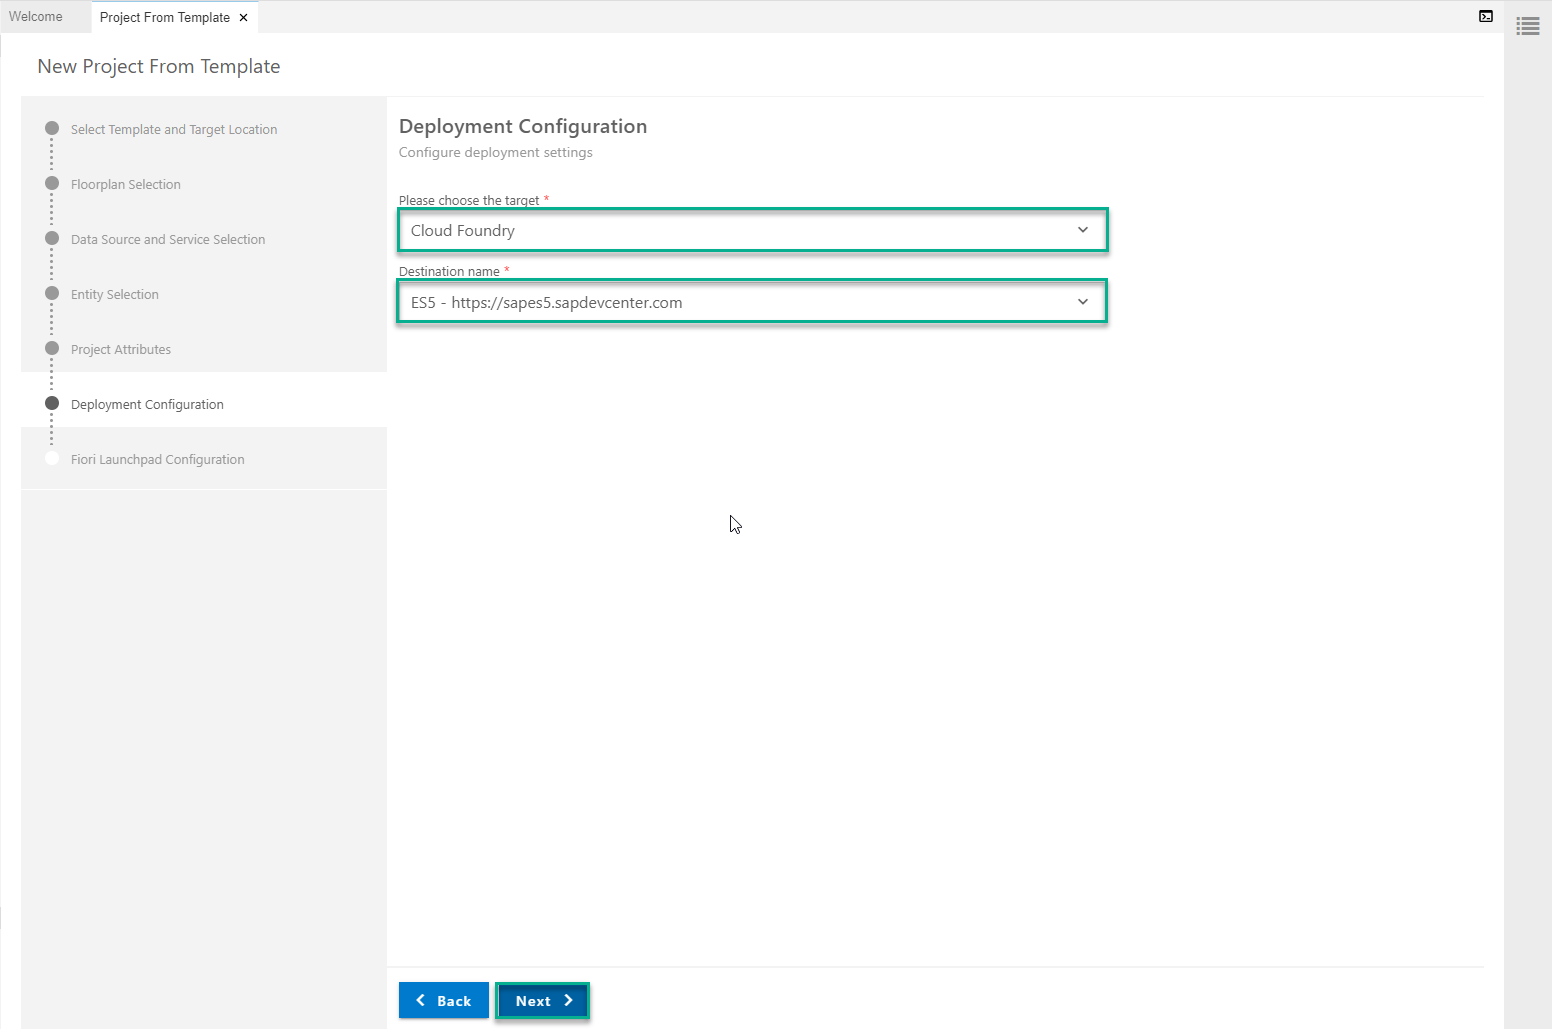 Welcome
Project From Template
New Project From Template
Select Template and Target Location
Floorplan Selection
Data Source and Service Selection
Entity Selection
Project Attributes
Deployment Configuration
Fiori Launchpad Configuration
Deployment Configuration
Configure deployment settings
Please choose the target *
Cloud Foundry
Destination name *
ES5 - https://sapes5.sapdevcenter.com
Back
Next